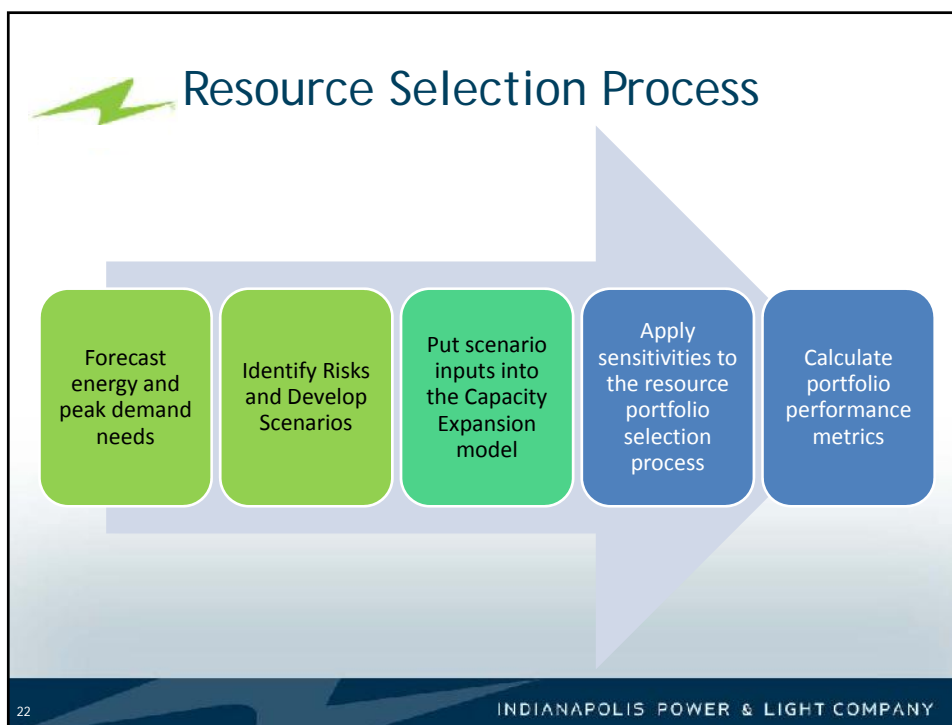 Resource Selection Process
Forecast
energy and
peak demand
needs
Identify Risks
and Develop
Scenarios
Put scenario
inputs into
the Capacity
Expansion
model
Apply
sensitivities to
the resource
portfolio
selection
process
Calculate
portfolio
performance
metrics
22
INDIANAPOLIS POWER & LIGHT COMPANY